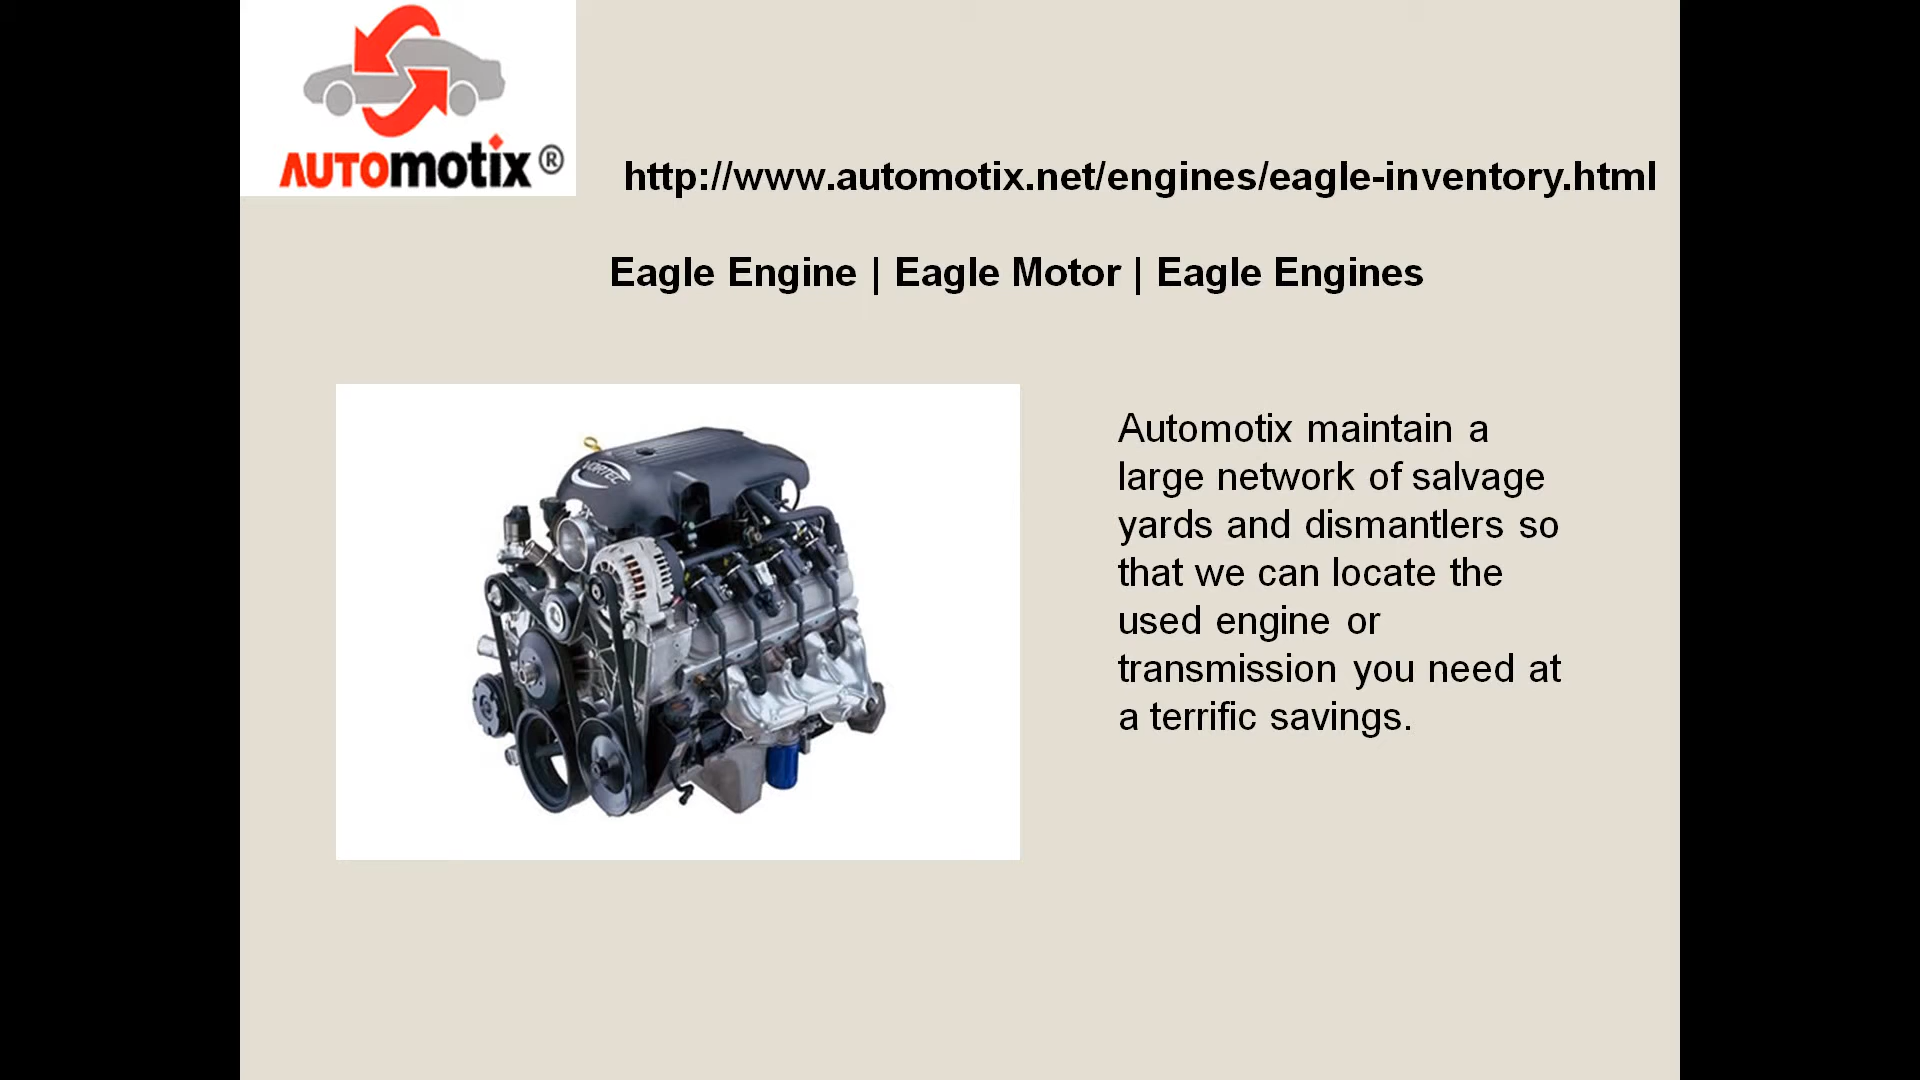 AUTOmotix ®
http://www.automotix.net/engines/eagle-inventory.html
Eagle Engine | Eagle Motor | Eagle Engines
VORTEC
Automotix maintain a
large network of salvage
yards and dismantlers so
that we can locate the
used engine or
transmission you need at
a terrific savings.